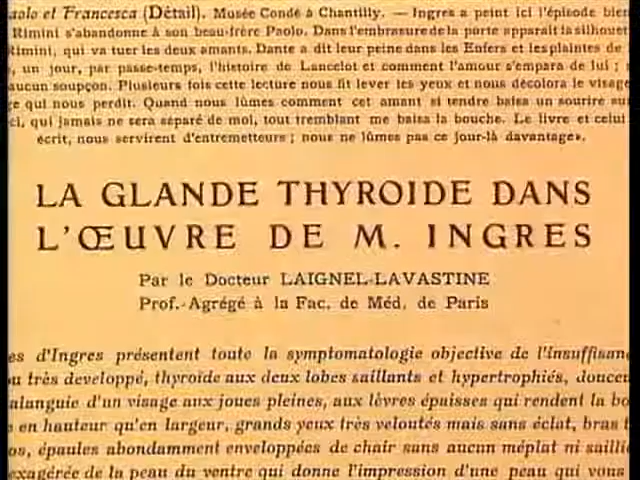 aolo et Francesca (Détail). Musée Condé à Chantilly. — Ingres a peint ici l'épisode bien
Rimini s'abandonne à son beau-frère Paolo. Dans l'embrasure de la porte apparaît la silhouet
Rimini, qui va tuer les deux amants. Dante a dit leur peine dans les Enfers et les plaintes de
, un jour, par passe-temps, l'histoire de Lancelot et comment l'amour s'empara de lui ;
aucun soupçon. Plusieurs fois cette lecture nous fit lever les yeux et nous décolora le visage
ge qui nous perdit. Quand nous lûmes comment cet amant si tendre baisa un sourire su
ci, qui jamais ne sera séparé de moi, tout tremblant me baisa la bouche. Le livre et celui
écrit, nous servirent d'entremetteurs ; nous ne lûmes pas ce jour-là davantage».
LA GLANDE THYROIDE DANS
L'ŒUVRE DE M. INGRES
Par le Docteur LAIGNEL-LAVASTINE
Prof.-Agrégé à la Fac. de Méd. de Paris
es d'Ingres présentent toute la symptomatologie objective de l'insuffisan
u très developpé, thyroïde aux deux lobes saillants et hypertrophiés, douceu
alanguie d'un visage aux joues pleines, aux lèvres épaisses qui rendent la bo
e en hauteur qu'en largeur, grands yeux très veloutés mais sans éclat, bras t
os, épaules abondamment enveloppées de chair sans aucun méplat ni sailli
exagérée de la peau du ventre qui donne l'impression d'une peau qui vous